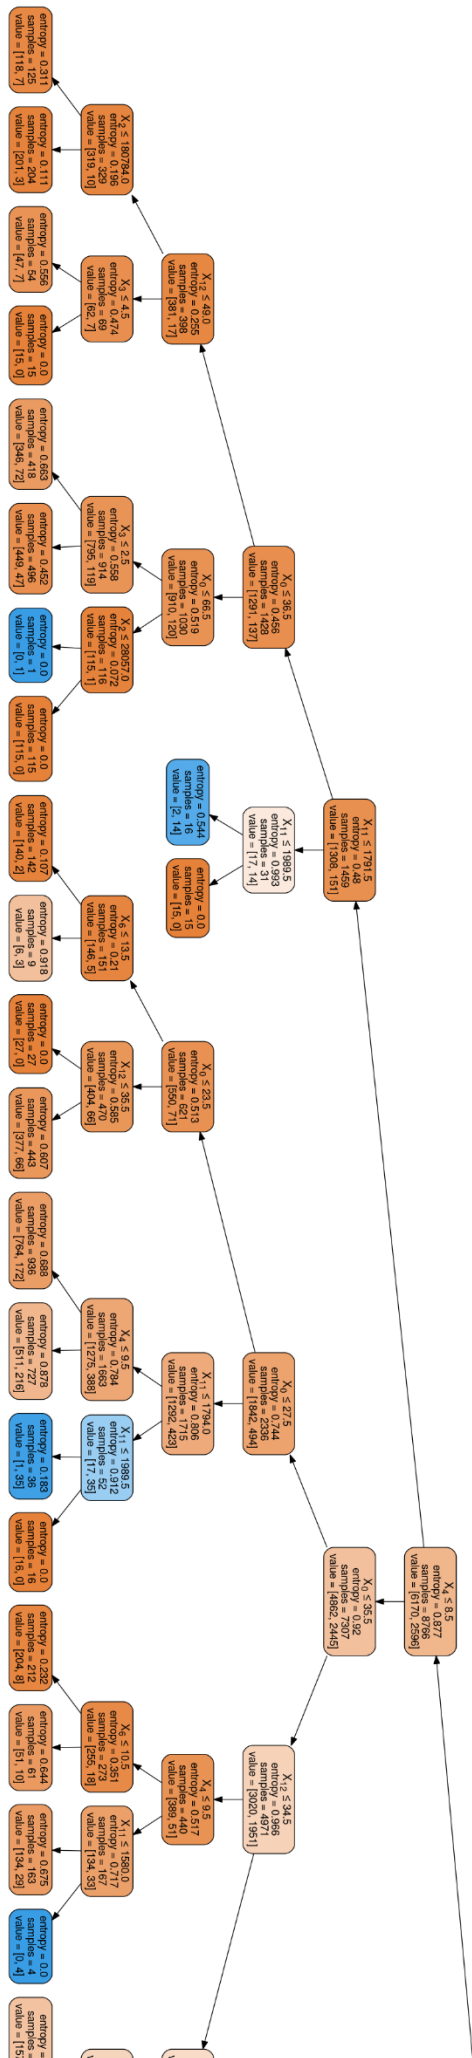 X₄ ≤ 8.5
entropy = 0.877
samples = 8766
value = [6170, 2596]
X₁₁ ≤ 1791.5
entropy = 0.48
samples = 1459
value = [1308, 151]
X₀ ≤ 35.5
entropy = 0.92
samples = 7307
value = [4862, 2445]
X₀ ≤ 36.5
entropy = 0.456
samples = 1428
value = [1291, 137]
X₁₁ ≤ 1989.5
entropy = 0.993
samples = 31
value = [17, 14]
X₀ ≤ 27.5
entropy = 0.744
samples = 2336
value = [1842, 494]
X₁₂ ≤ 34.5
entropy = 0.966
samples = 4971
value = [3020, 1951]
X₁₂ ≤ 49.0
entropy = 0.255
samples = 398
value = [381, 17]
X₀ ≤ 66.5
entropy = 0.519
samples = 1030
value = [910, 120]
entropy = 0.544
samples = 16
value = [2, 14]
entropy = 0.0
samples = 15
value = [15, 0]
X₀ ≤ 23.5
entropy = 0.513
samples = 621
value = [550, 71]
X₁₁ ≤ 1794.0
entropy = 0.806
samples = 1715
value = [1292, 423]
X₄ ≤ 9.5
entropy = 0.517
samples = 440
value = [389, 51]
X₂ ≤ 180784.0
entropy = 0.196
samples = 329
value = [319, 10]
X₃ ≤ 4.5
entropy = 0.474
samples = 69
value = [62, 7]
X₃ ≤ 2.5
entropy = 0.558
samples = 914
value = [795, 119]
X₂ ≤ 28057.0
entropy = 0.072
samples = 116
value = [115, 1]
X₆ ≤ 13.5
entropy = 0.21
samples = 151
value = [146, 5]
X₁₂ ≤ 35.5
entropy = 0.585
samples = 470
value = [404, 66]
X₄ ≤ 9.5
entropy = 0.784
samples = 1663
value = [1275, 388]
X₁₁ ≤ 1989.5
entropy = 0.912
samples = 52
value = [17, 35]
X₆ ≤ 10.5
entropy = 0.351
samples = 273
value = [255, 18]
X₁₁ ≤ 1580.0
entropy = 0.717
samples = 167
value = [134, 33]
entropy = 0.311
samples = 125
value = [118, 7]
entropy = 0.111
samples = 204
value = [201, 3]
entropy = 0.556
samples = 54
value = [47, 7]
entropy = 0.0
samples = 15
value = [15, 0]
entropy = 0.663
samples = 418
value = [346, 72]
entropy = 0.452
samples = 496
value = [449, 47]
entropy = 0.0
samples = 1
value = [0, 1]
entropy = 0.0
samples = 115
value = [115, 0]
entropy = 0.107
samples = 142
value = [140, 2]
entropy = 0.918
samples = 9
value = [6, 3]
entropy = 0.0
samples = 27
value = [27, 0]
entropy = 0.607
samples = 443
value = [377, 66]
entropy = 0.688
samples = 936
value = [764, 172]
entropy = 0.878
samples = 727
value = [511, 216]
entropy = 0.183
samples = 36
value = [1, 35]
entropy = 0.0
samples = 16
value = [16, 0]
entropy = 0.232
samples = 212
value = [204, 8]
entropy = 0.644
samples = 61
value = [51, 10]
entropy = 0.675
samples = 163
value = [134, 29]
entropy = 0.0
samples = 4
value = [0, 4]
entropy =
samples =